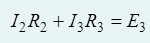 I₂R₂ + I₃R₃ = E₃